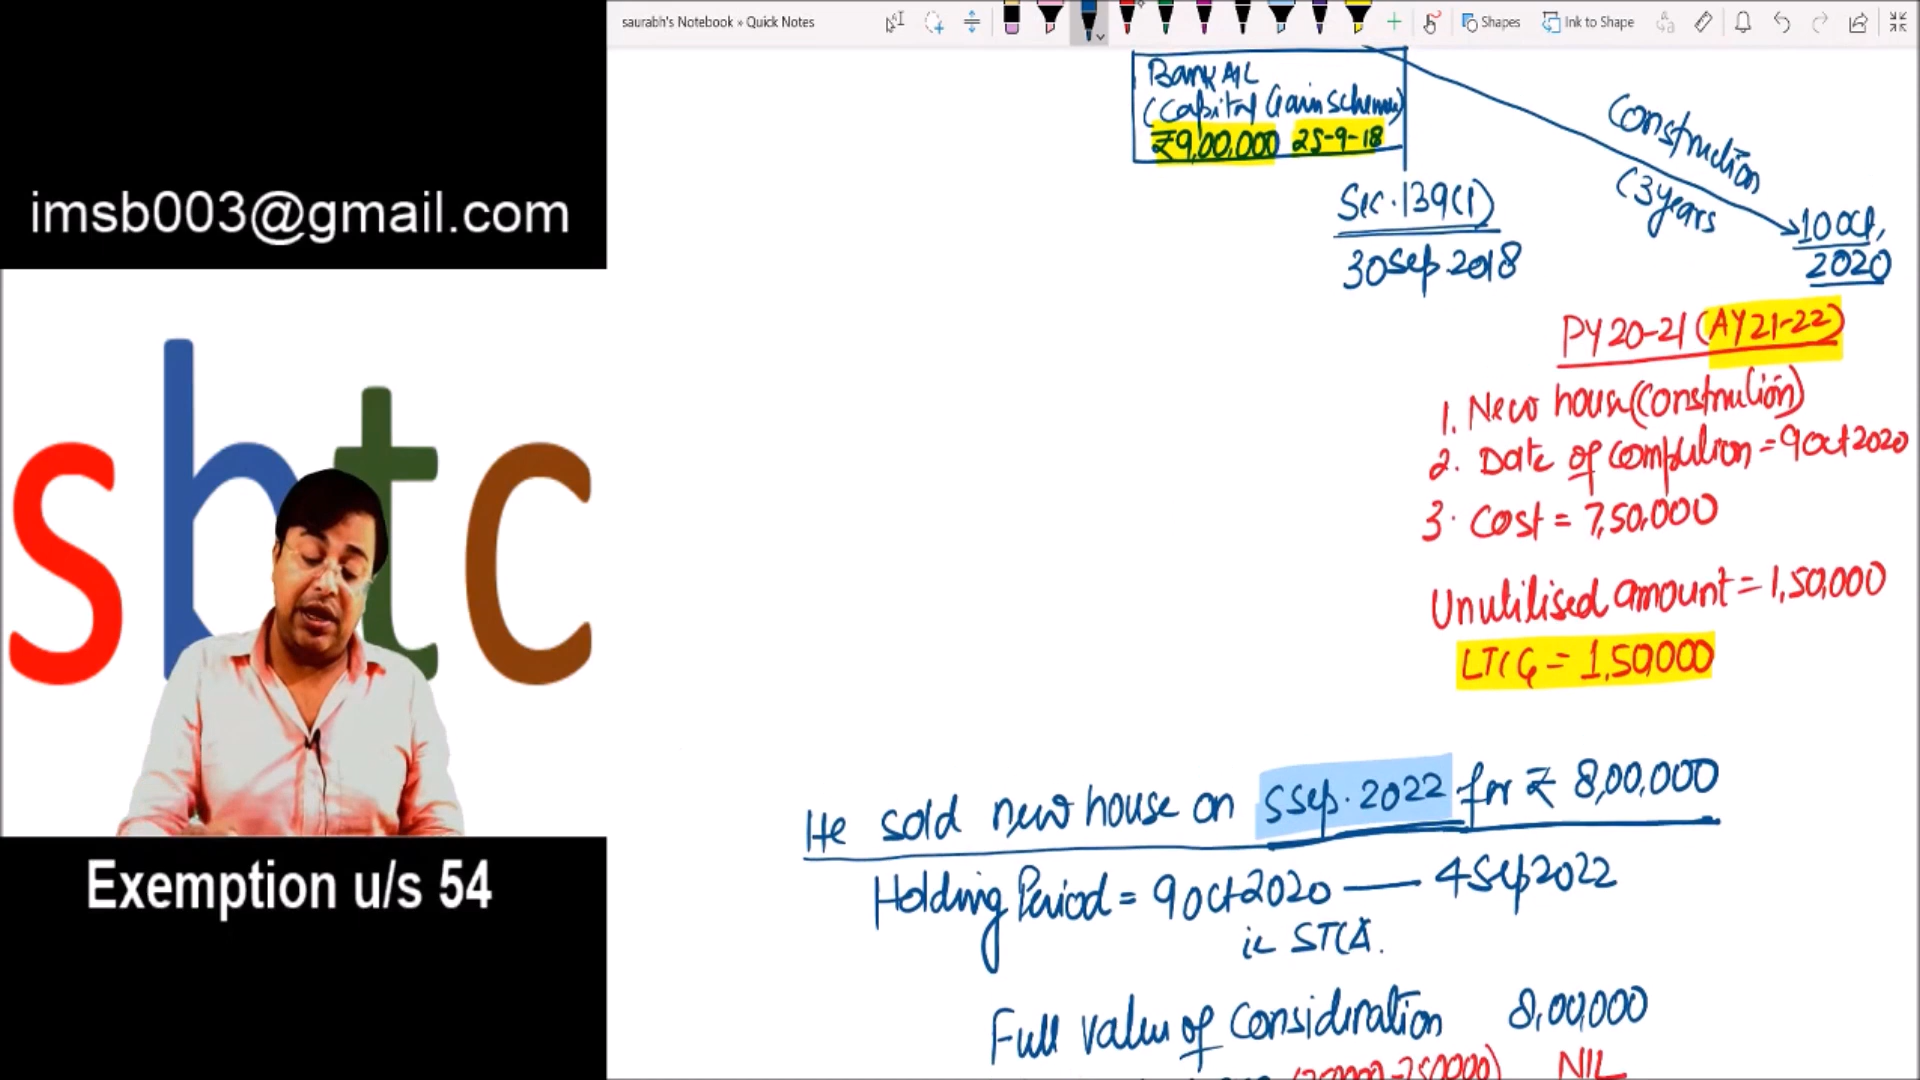 saurabh's Notebook » Quick Notes
Shapes
Ink to Shape
imsb003@gmail.com
sbtc
Exemption u/s 54
Bank A/c
(Capital Gain Scheme)
₹9,00,000 25-9-18
Sec. 139(1)
30 Sep. 2018
Construction
(3 years
10 Oct,
2020
PY 20-21 (AY 21-22)
1. New house (Construction)
2. Date of Completion = 9 Oct 2020
3. Cost = 7,50,000
Unutilised amount = 1,50,000
LTCG = 1,50,000
He sold new house on 5 Sep. 2022 for ₹ 8,00,000
Holding Period = 9 Oct 2020 — 4 Sep 2022
ie STCA.
Full value of Consideration 8,00,000
NIL